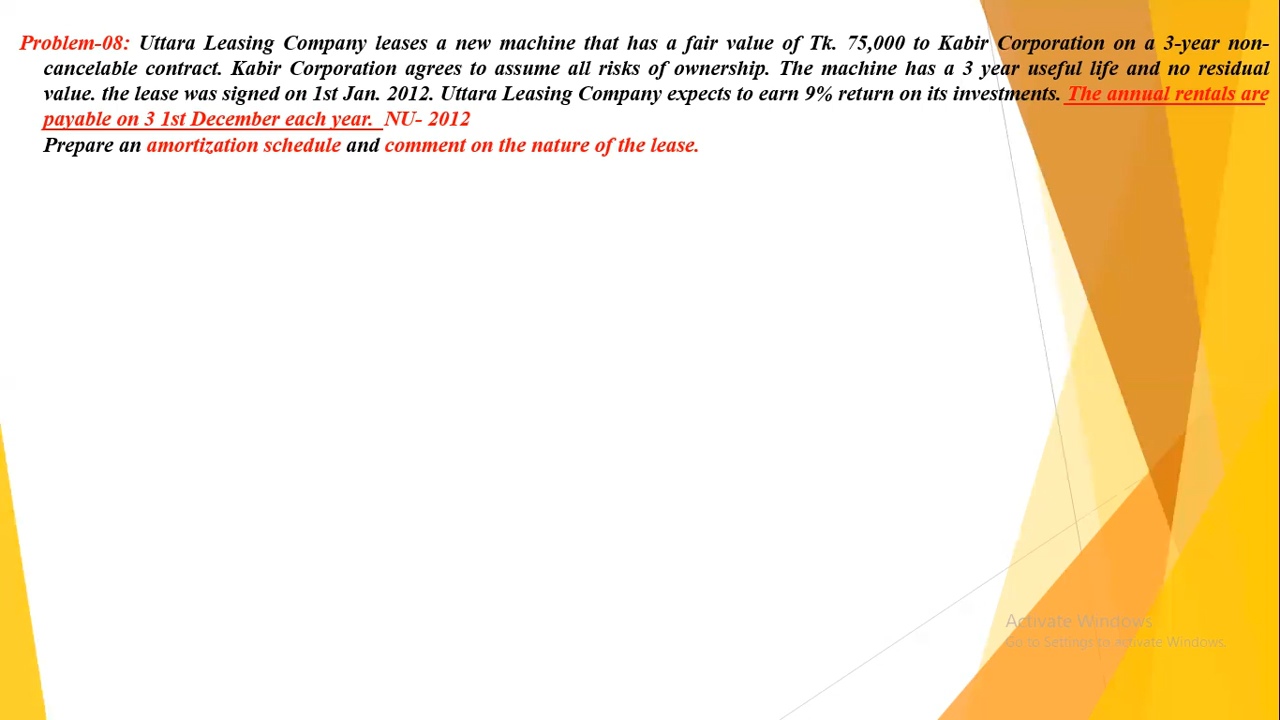 Problem-08: Uttara Leasing Company leases a new machine that has a fair value of Tk. 75,000 to Kabir Corporation on a 3-year non-
cancelable contract. Kabir Corporation agrees to assume all risks of ownership. The machine has a 3 year useful life and no residual
value. the lease was signed on 1st Jan. 2012. Uttara Leasing Company expects to earn 9% return on its investments. The annual rentals are
payable on 3 1st December each year. NU- 2012
Prepare an amortization schedule and comment on the nature of the lease.
Activate Windows
Go to Settings to activate Windows.